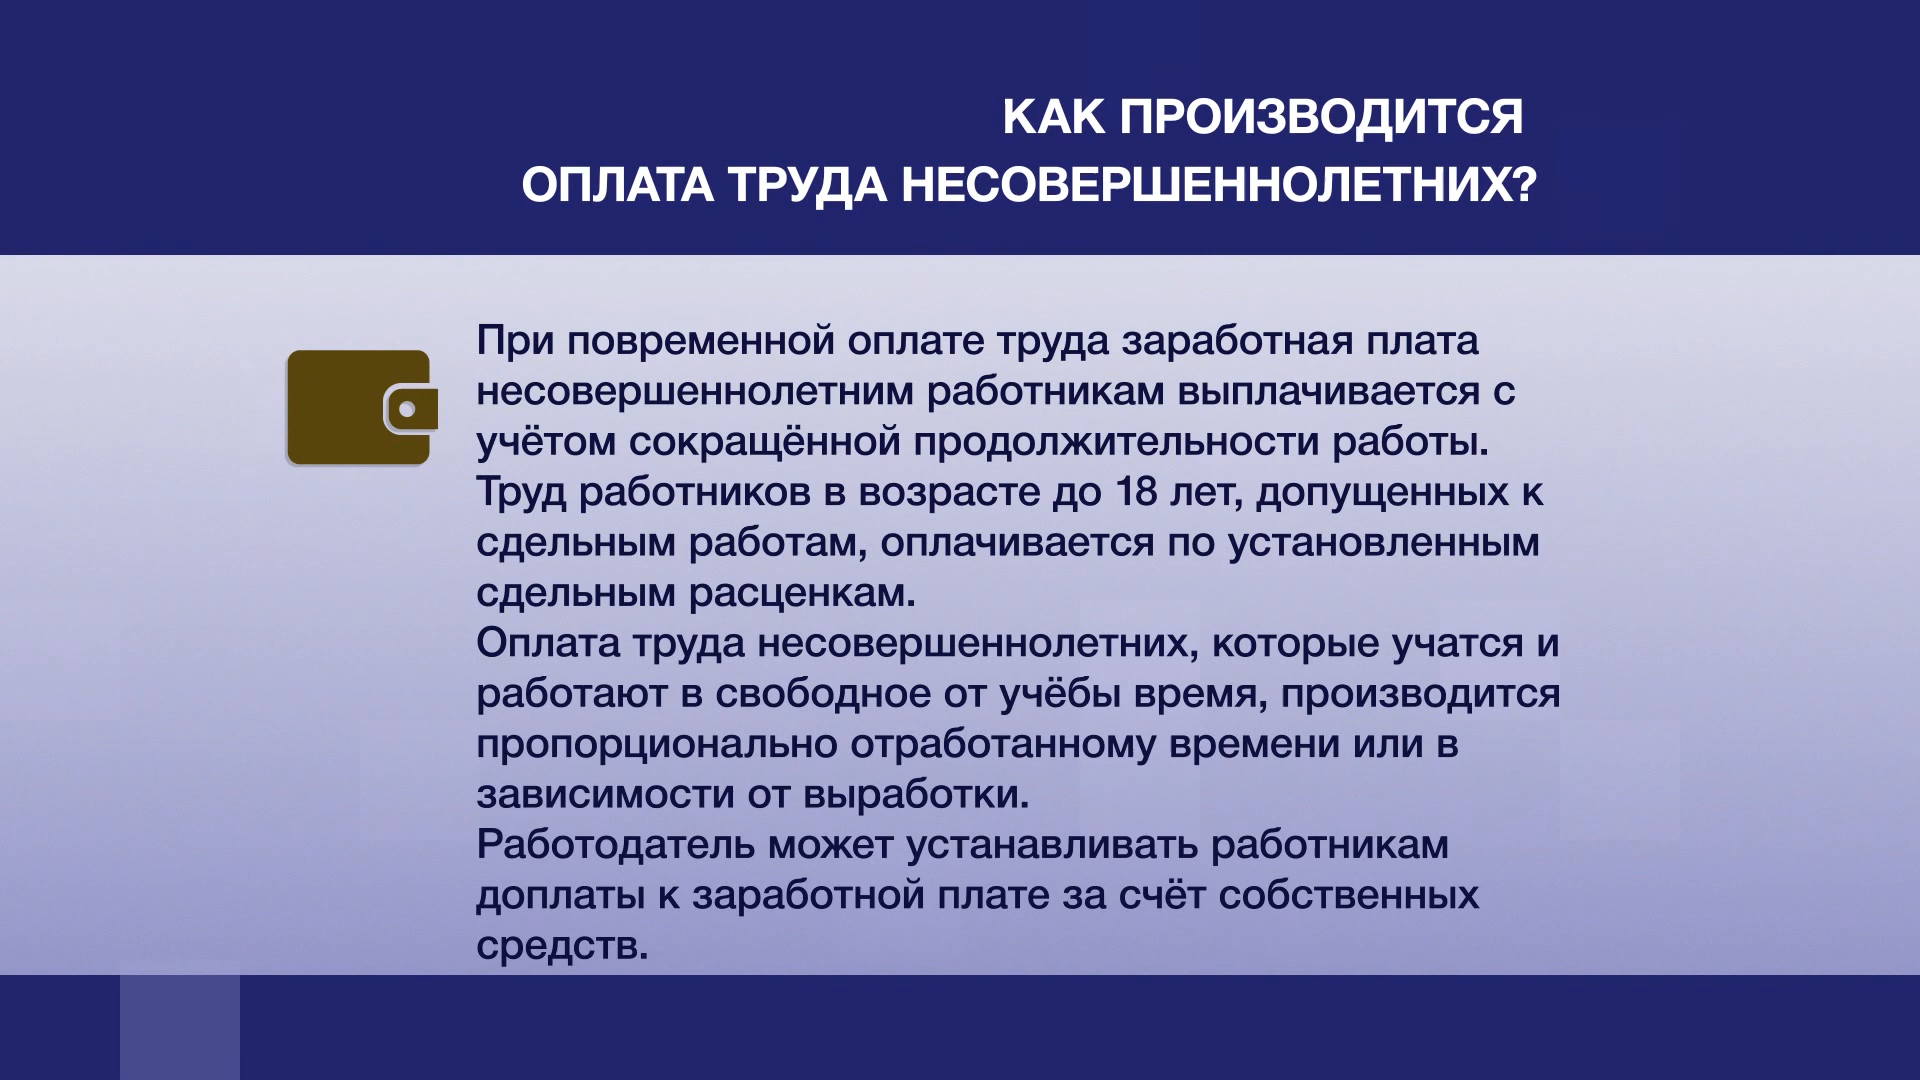 КАК ПРОИЗВОДИТСЯ
ОПЛАТА ТРУДА НЕСОВЕРШЕННОЛЕТНИХ?
При повременной оплате труда заработная плата
несовершеннолетним работникам выплачивается с
учётом сокращённой продолжительности работы.
Труд работников в возрасте до 18 лет, допущенных к
сдельным работам, оплачивается по установленным
сдельным расценкам.
Оплата труда несовершеннолетних, которые учатся и
работают в свободное от учёбы время, производится
пропорционально отработанному времени или в
зависимости от выработки.
Работодатель может устанавливать работникам
доплаты к заработной плате за счёт собственных
средств.